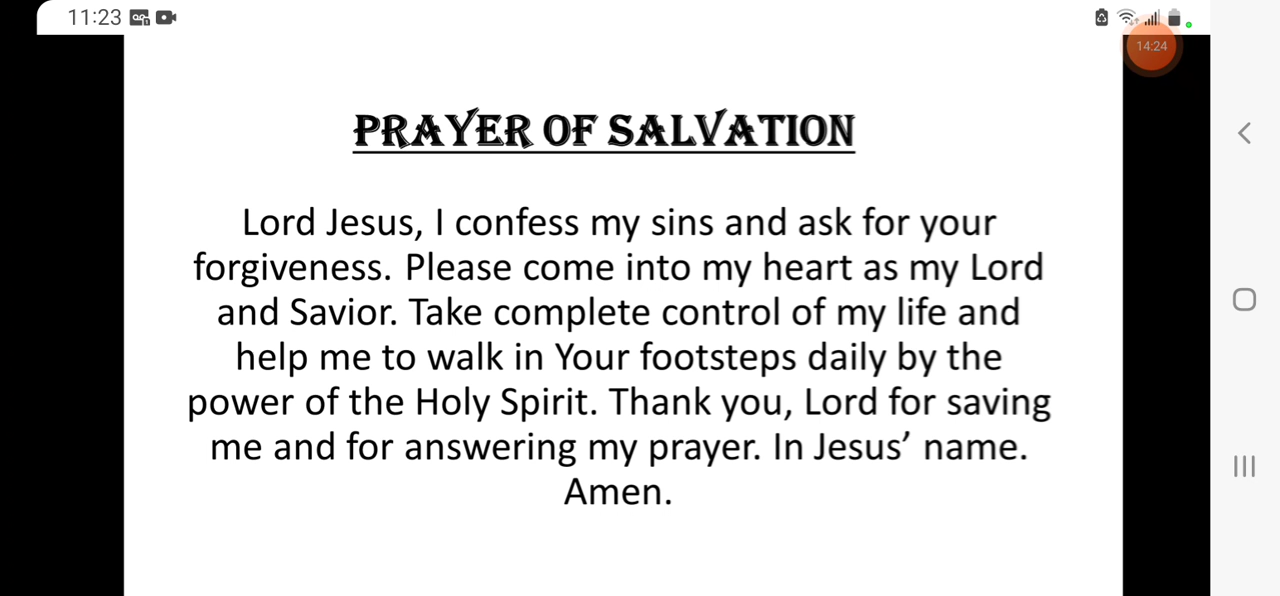 11:23
14:24
PRAYER OF SALVATION
Lord Jesus, I confess my sins and ask for your
forgiveness. Please come into my heart as my Lord
and Savior. Take complete control of my life and
help me to walk in Your footsteps daily by the
power of the Holy Spirit. Thank you, Lord for saving
me and for answering my prayer. In Jesus’ name.
Amen.